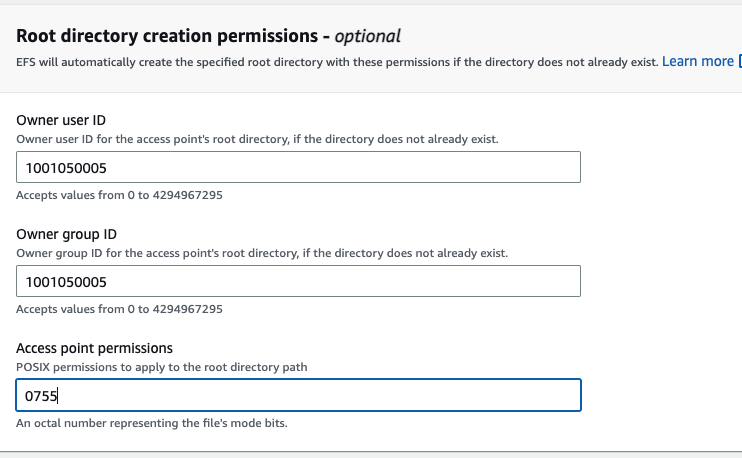 Root directory creation permissions - optional
EFS will automatically create the specified root directory with these permissions if the directory does not already exist. Learn more
Owner user ID
Owner user ID for the access point's root directory, if the directory does not already exist.
1001050005
Accepts values from 0 to 4294967295
Owner group ID
Owner group ID for the access point's root directory, if the directory does not already exist.
1001050005
Accepts values from 0 to 4294967295
Access point permissions
POSIX permissions to apply to the root directory path
0755
An octal number representing the file's mode bits.